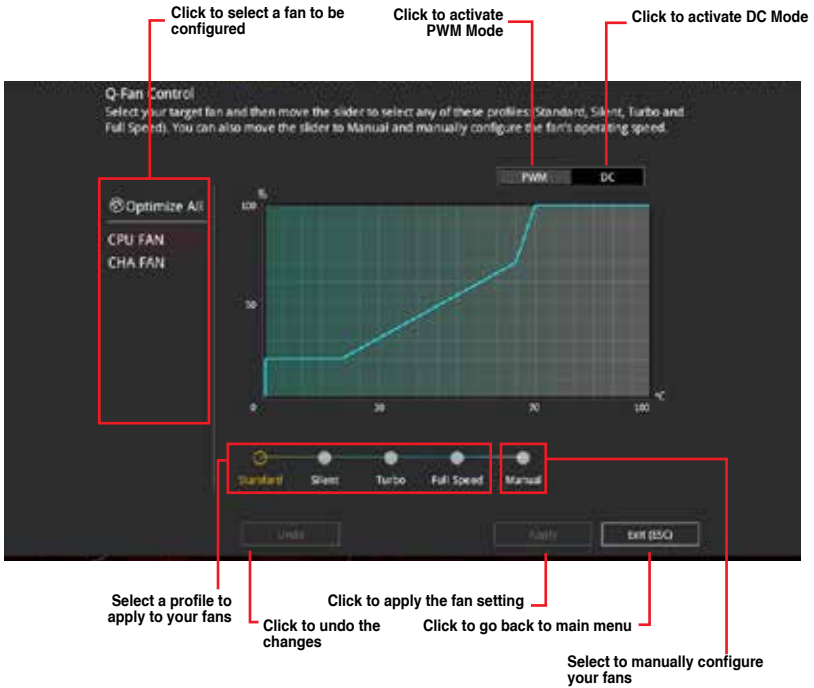 Click to select a fan to be
configured
Click to activate
PWM Mode
Click to activate DC Mode
Q-Fan Control
Select your target fan and then move the slider to select any of these profiles: (Standard, Silent, Turbo and
Full Speed). You can also move the slider to Manual and manually configure the fan's operating speed.
PWM
DC
Optimize All
CPU FAN
CHA FAN
%
100
50
0
30
70
100
°C
Standard
Silent
Turbo
Full Speed
Manual
Undo
Apply
Exit (ESC)
Select a profile to
apply to your fans
Click to undo the
changes
Click to apply the fan setting
Click to go back to main menu
Select to manually configure
your fans